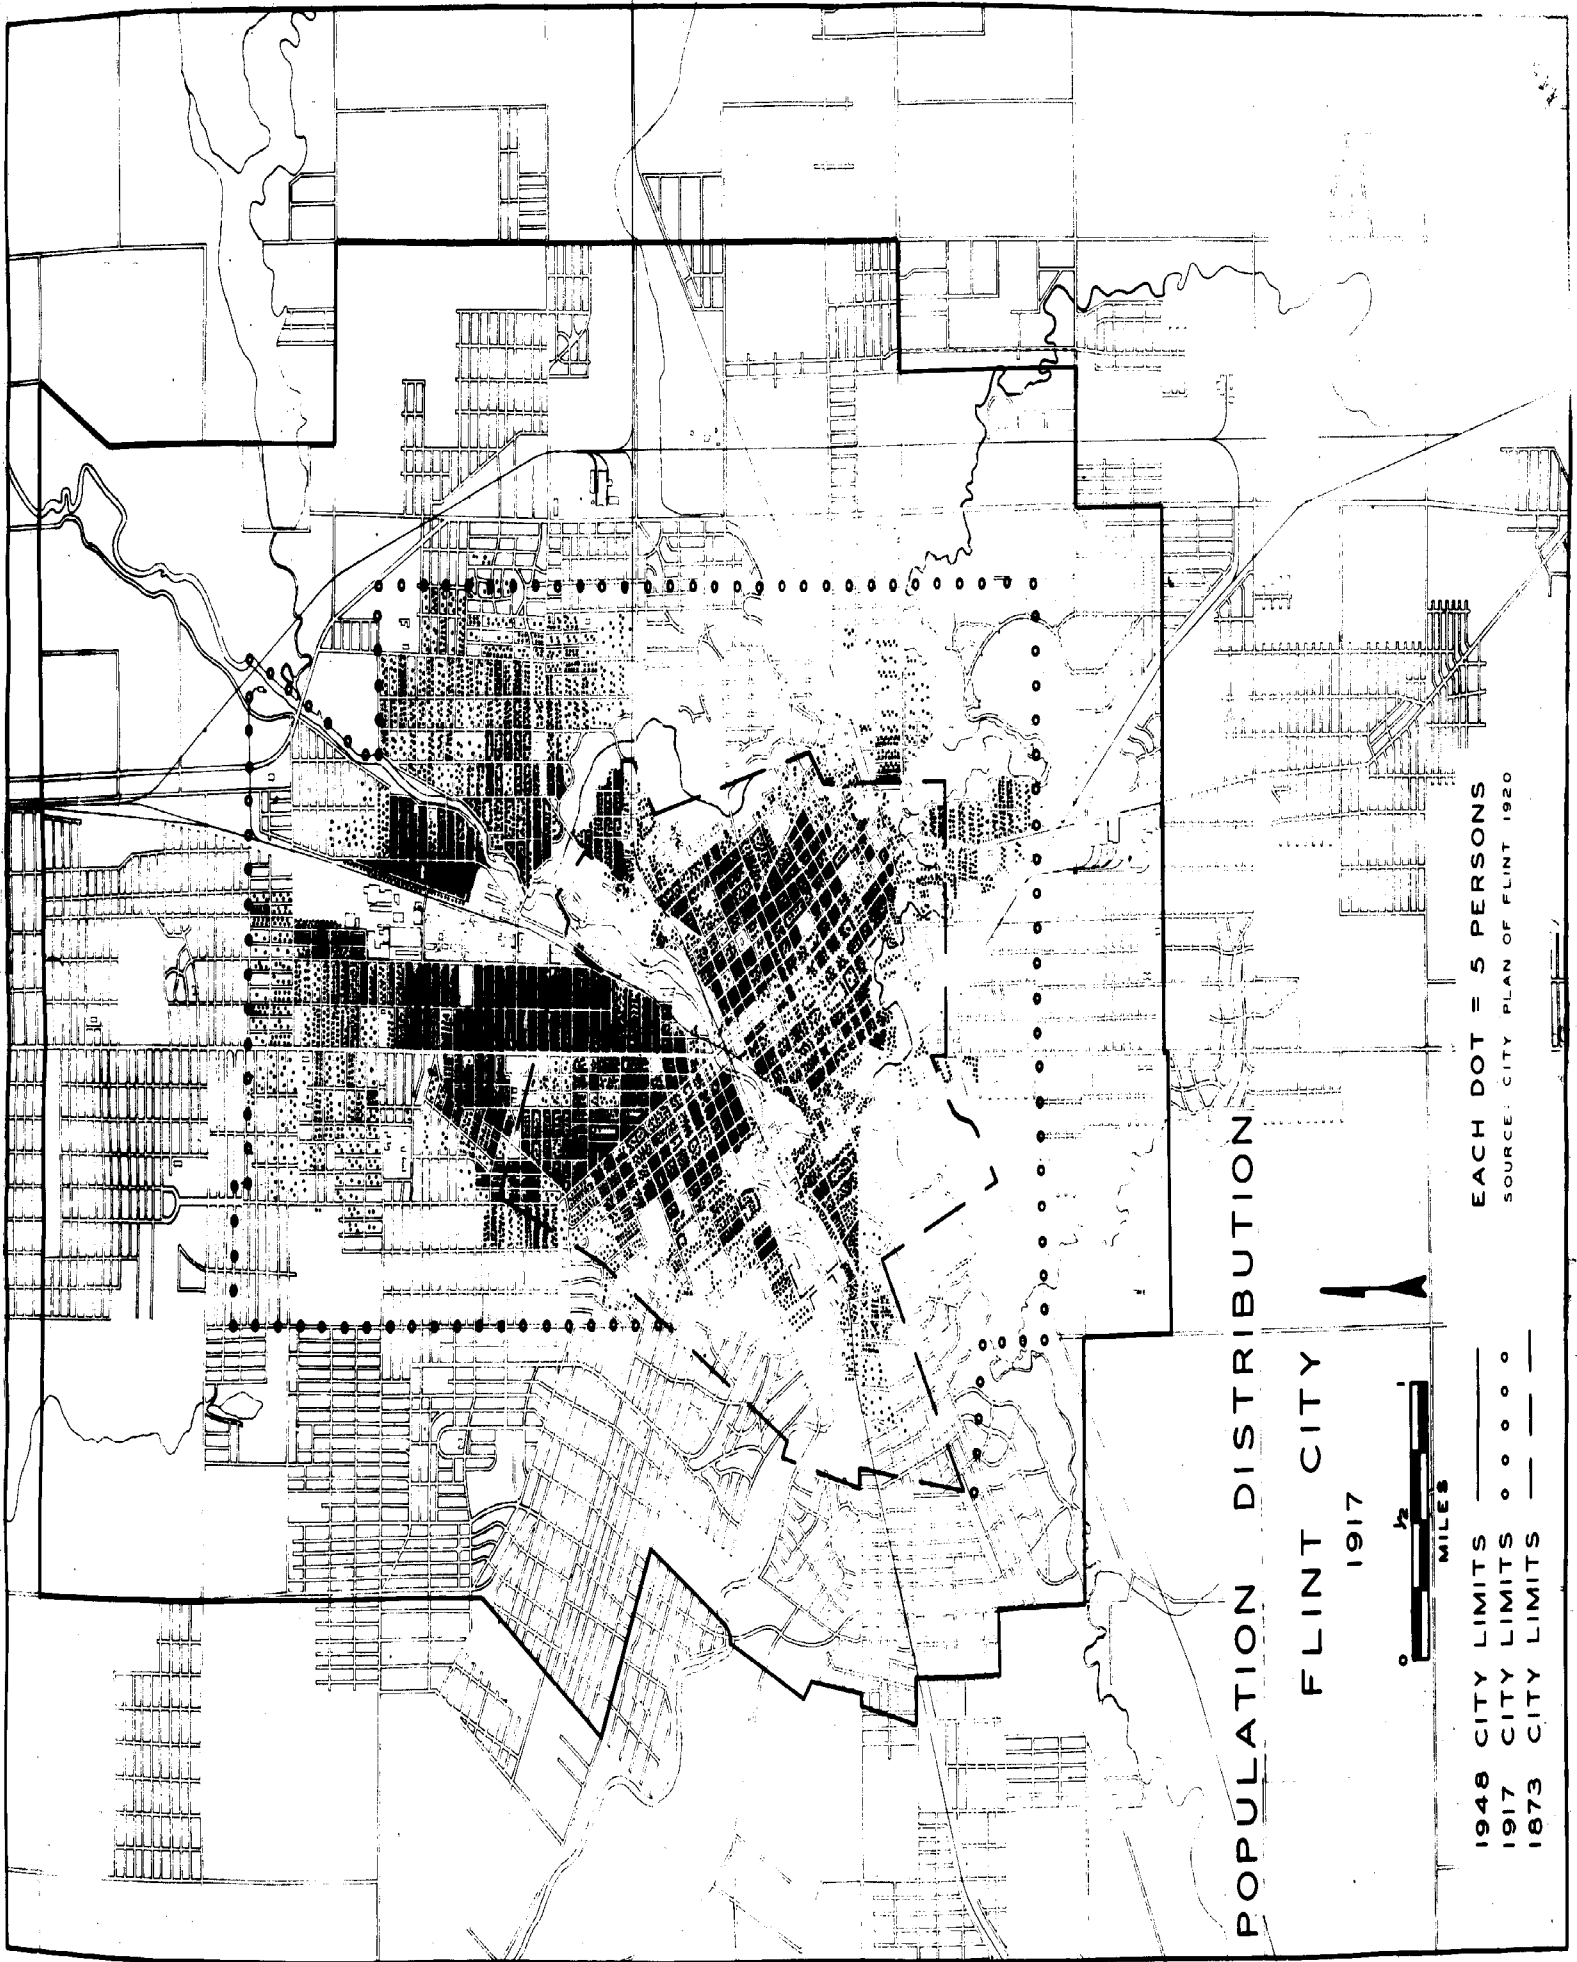 POPULATION DISTRIBUTION
FLINT CITY
1917
0 ½ 1
MILES
1948 CITY LIMITS
1917 CITY LIMITS
1873 CITY LIMITS
EACH DOT = 5 PERSONS
SOURCE: CITY PLAN OF FLINT 1920